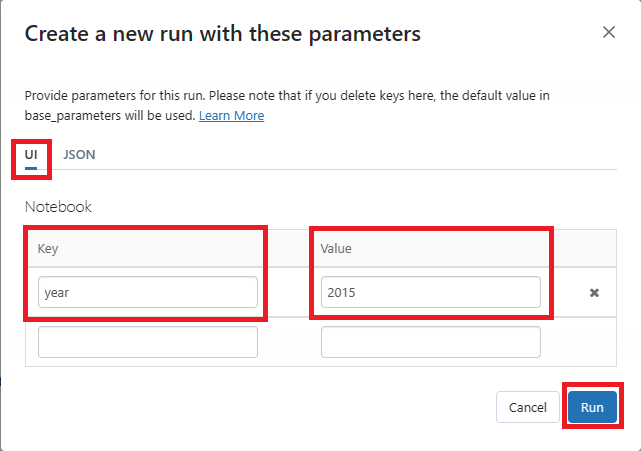 Create a new run with these parameters
Provide parameters for this run. Please note that if you delete keys here, the default value in
base_parameters will be used. Learn More
UI JSON
Notebook
Key Value
year 2015
Cancel Run